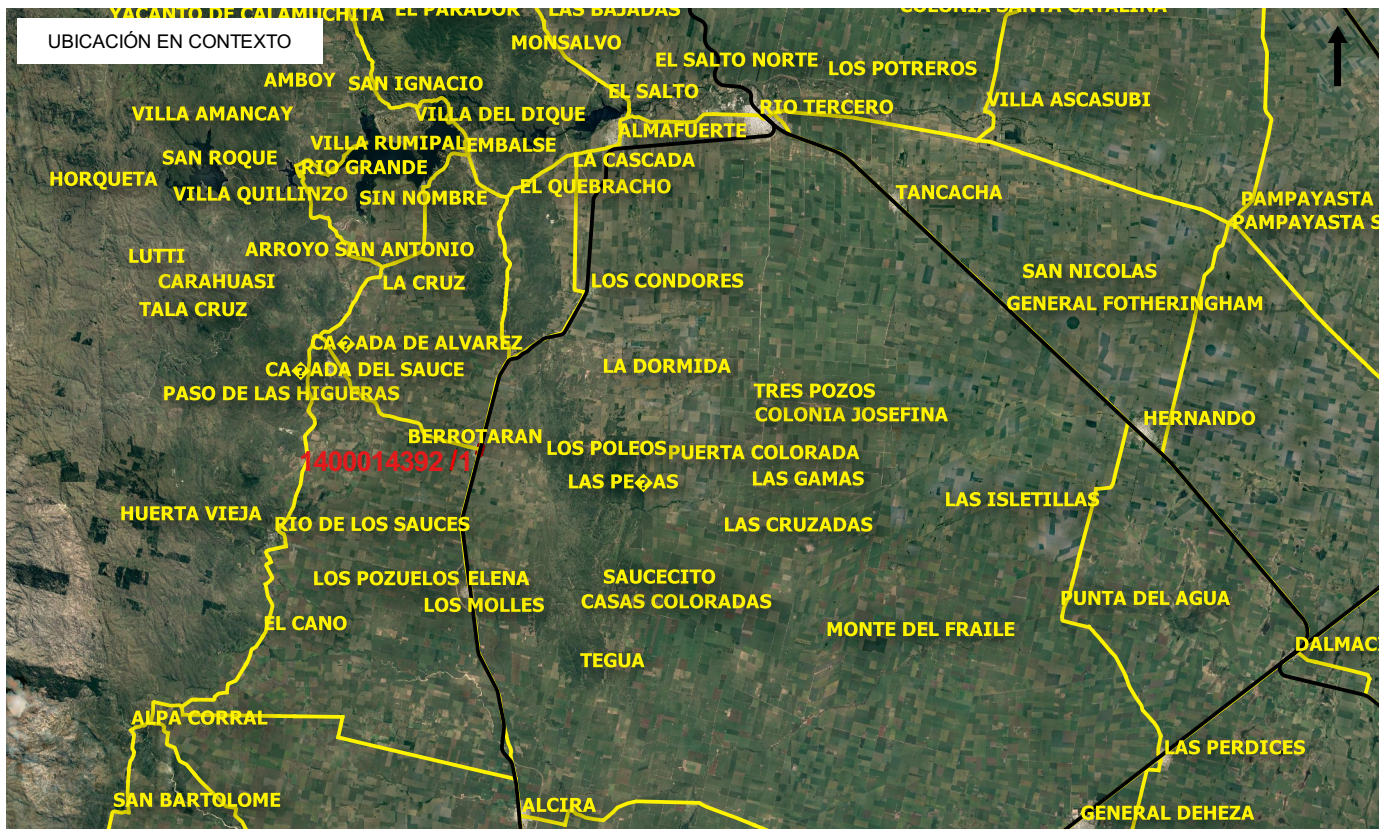 YACANTO DE CALAMUCHITA
EL PARADOR
LAS BAJADAS
COLONIA SANTA CATALINA
UBICACIÓN EN CONTEXTO
MONSALVO
EL SALTO NORTE
LOS POTREROS
AMBOY
SAN IGNACIO
EL SALTO
VILLA ASCASUBI
VILLA AMANCAY
VILLA DEL DIQUE
RIO TERCERO
ALMAFUERTE
VILLA RUMIPAL
EMBALSE
SAN ROQUE
RIO GRANDE
LA CASCADA
HORQUETA
VILLA QUILLINZO
SIN NOMBRE
EL QUEBRACHO
TANCACHA
PAMPAYASTA
PAMPAYASTA S
LUTTI
ARROYO SAN ANTONIO
CARAHUASI
LA CRUZ
LOS CONDORES
SAN NICOLAS
TALA CRUZ
GENERAL FOTHERINGHAM
CA�ADA DE ALVAREZ
CA�ADA DEL SAUCE
LA DORMIDA
PASO DE LAS HIGUERAS
TRES POZOS
COLONIA JOSEFINA
HERNANDO
BERROTARAN
LOS POLEOS
PUERTA COLORADA
1400014392 /1
LAS PE�AS
LAS GAMAS
LAS ISLETILLAS
HUERTA VIEJA
RIO DE LOS SAUCES
LAS CRUZADAS
LOS POZUELOS
ELENA
SAUCECITO
LOS MOLLES
CASAS COLORADAS
PUNTA DEL AGUA
EL CANO
MONTE DEL FRAILE
DALMACI
TEGUA
ALPA CORRAL
LAS PERDICES
SAN BARTOLOME
ALCIRA
GENERAL DEHEZA